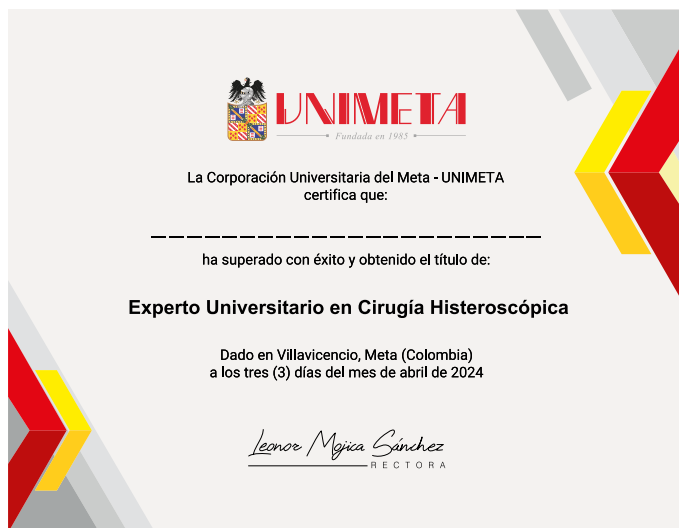 UNIMETA
Fundada en 1985
La Corporación Universitaria del Meta - UNIMETA
certifica que:
ha superado con éxito y obtenido el título de:
Experto Universitario en Cirugía Histeroscópica
Dado en Villavicencio, Meta (Colombia)
a los tres (3) días del mes de abril de 2024
Leonor Mojica Sánchez
RECTORA